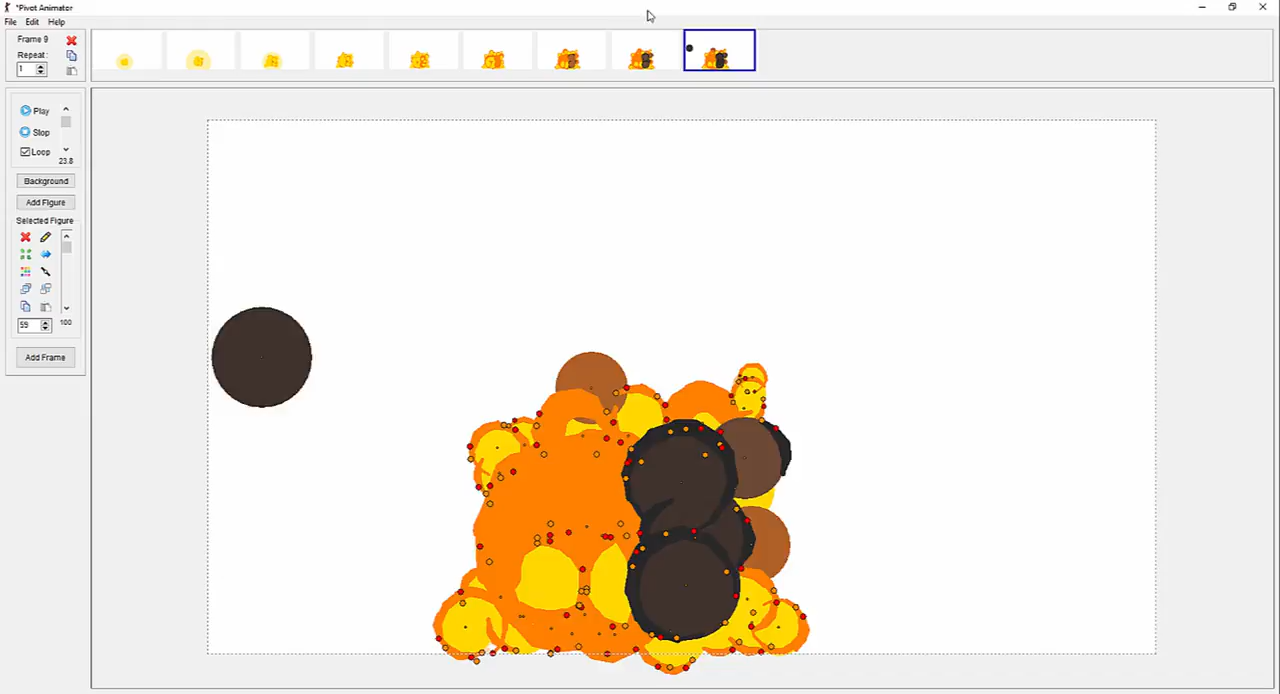 *Pivot Animator
File Edit Help
Frame 9
Repeat:
1
Play
Stop
Loop
23.8
Background
Add Figure
Selected Figure
59
100
Add Frame